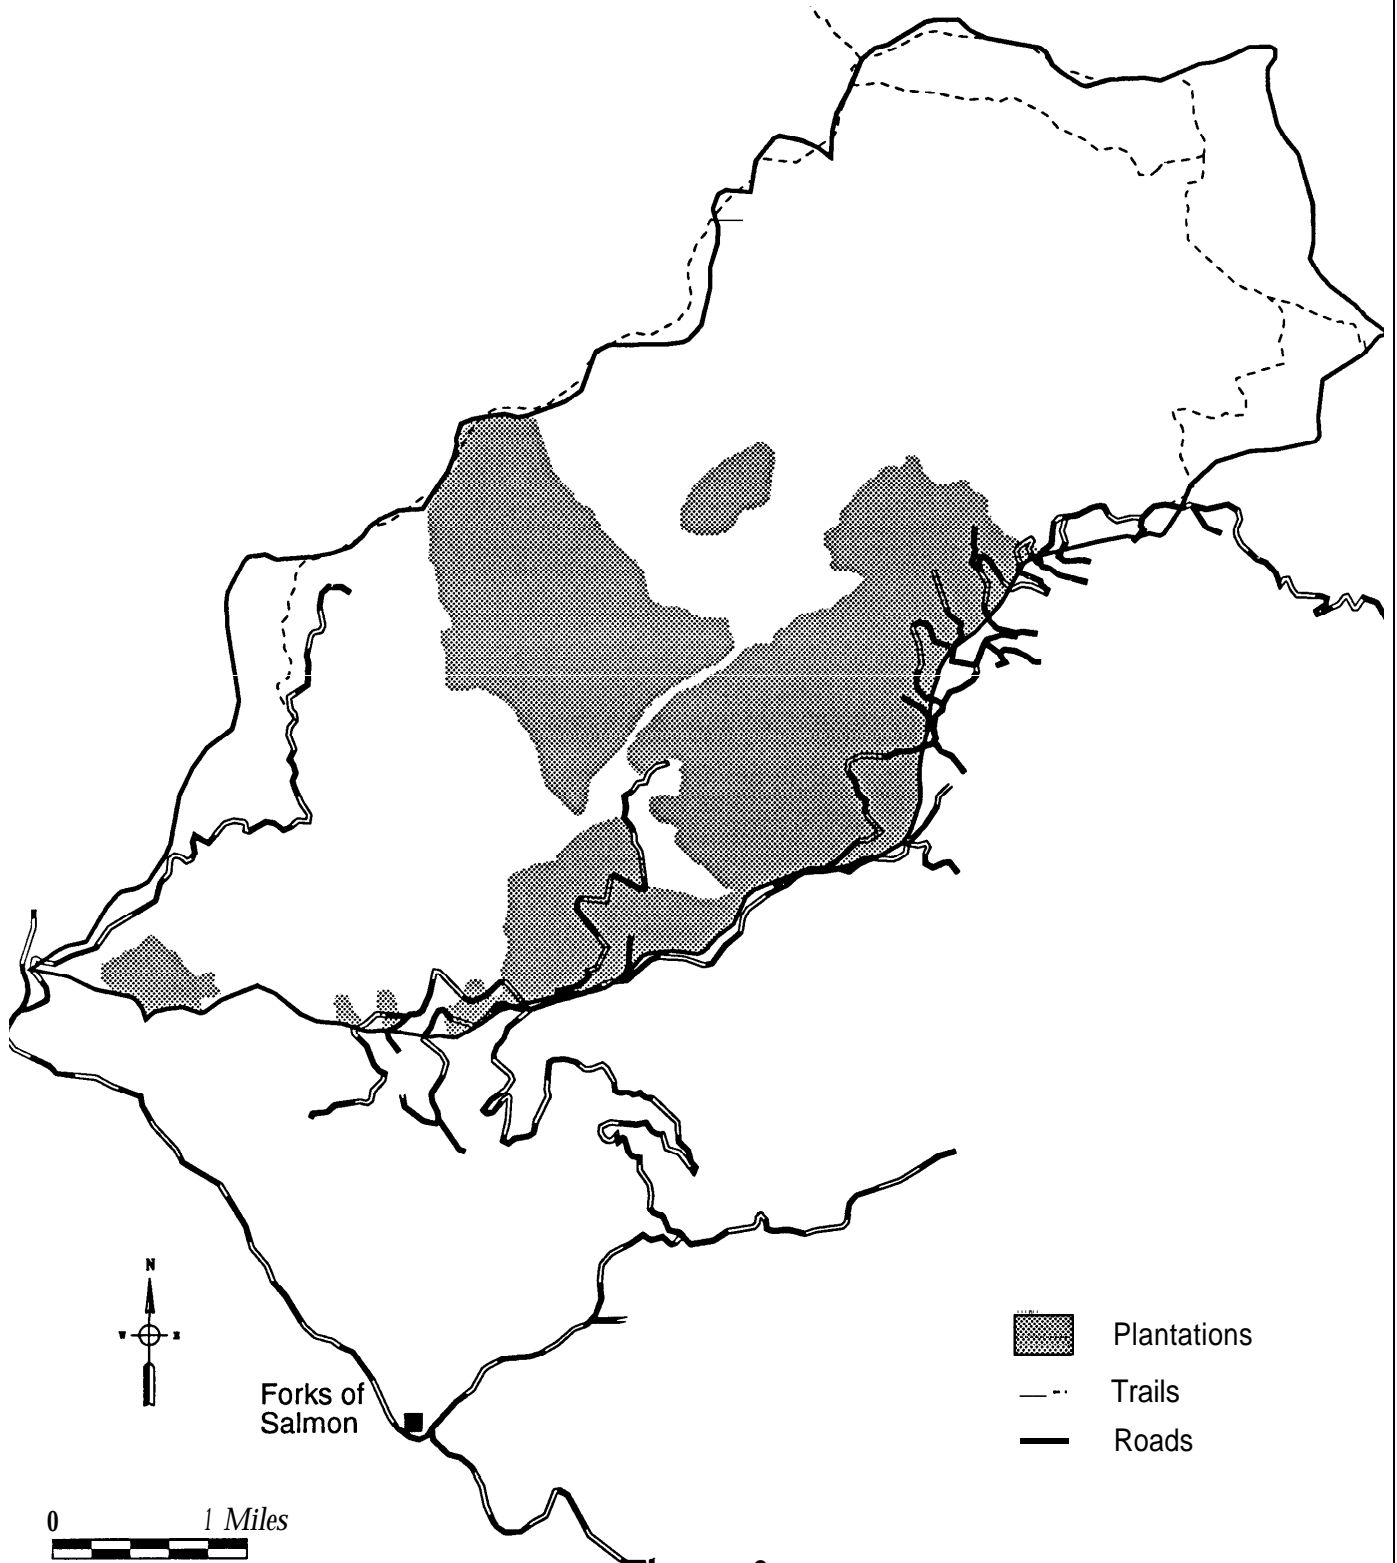 N
W E
Forks of
Salmon
Plantations
Trails
Roads
0 1 Miles